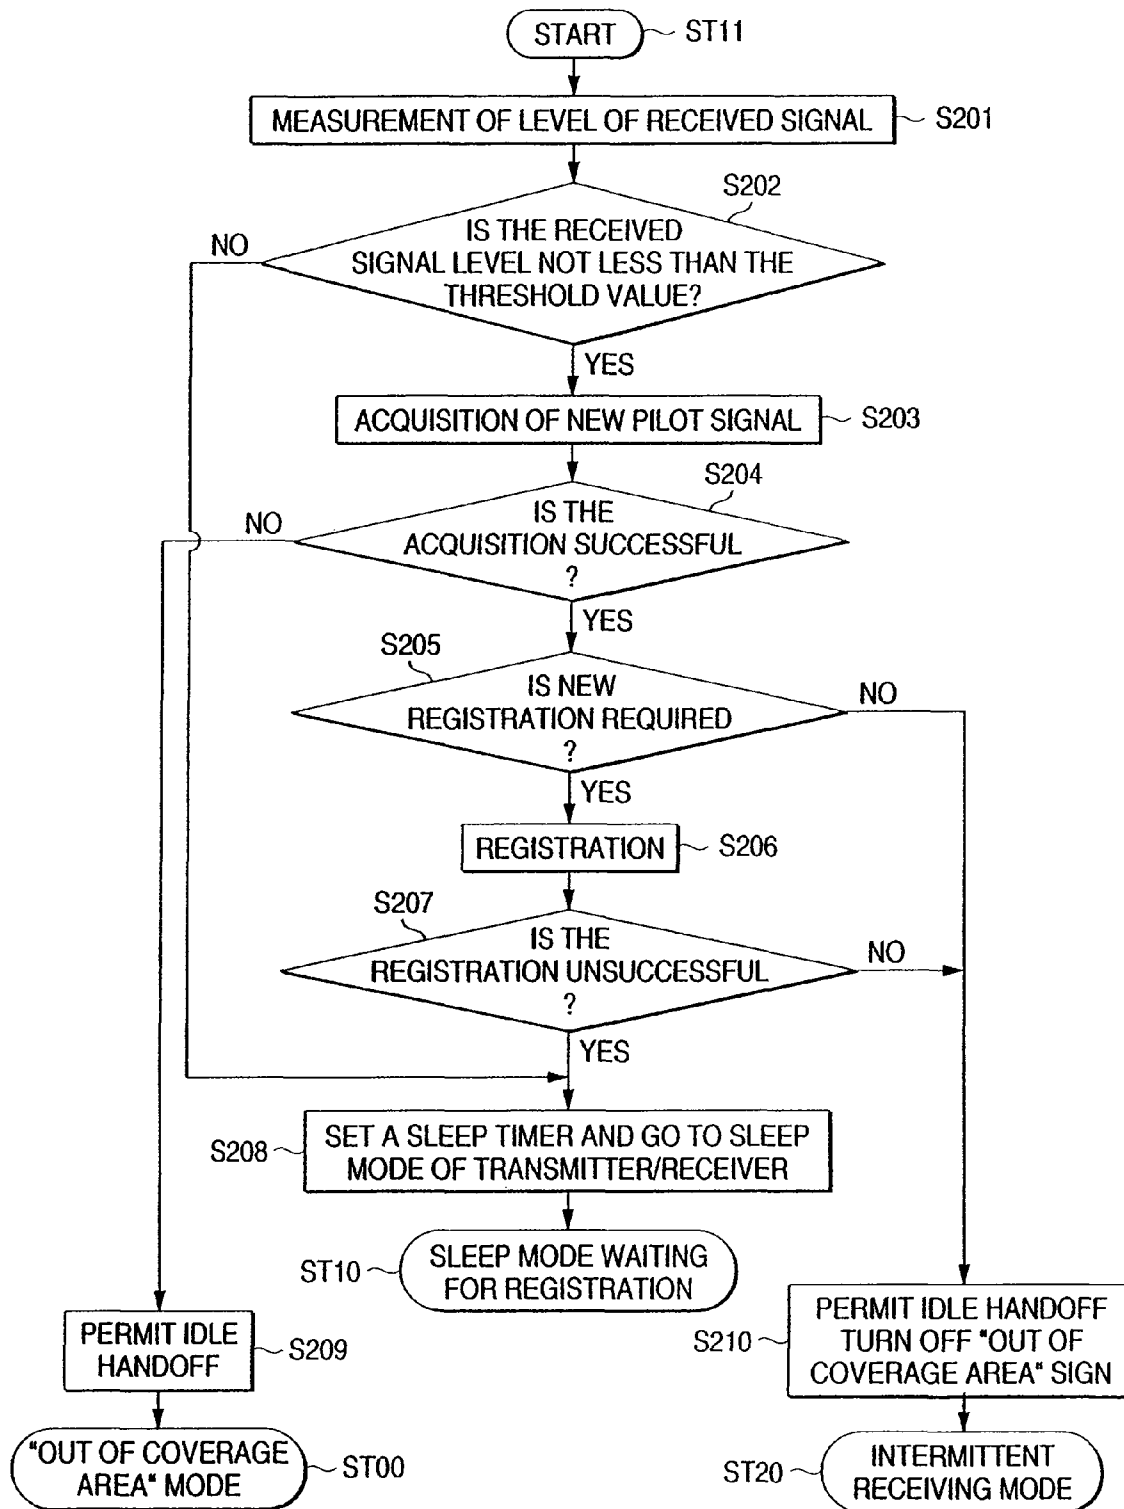 START
ST11
MEASUREMENT OF LEVEL OF RECEIVED SIGNAL
S201
S202
IS THE RECEIVED
SIGNAL LEVEL NOT LESS THAN THE
THRESHOLD VALUE?
NO
YES
ACQUISITION OF NEW PILOT SIGNAL
S203
S204
IS THE
ACQUISITION SUCCESSFUL
?
NO
YES
S205
IS NEW
REGISTRATION REQUIRED
?
NO
YES
REGISTRATION
S206
S207
IS THE
REGISTRATION UNSUCCESSFUL
?
NO
YES
S208
SET A SLEEP TIMER AND GO TO SLEEP
MODE OF TRANSMITTER/RECEIVER
ST10
SLEEP MODE WAITING
FOR REGISTRATION
PERMIT IDLE
HANDOFF
S209
S210
PERMIT IDLE HANDOFF
TURN OFF "OUT OF
COVERAGE AREA" SIGN
"OUT OF COVERAGE
AREA" MODE
ST00
ST20
INTERMITTENT
RECEIVING MODE